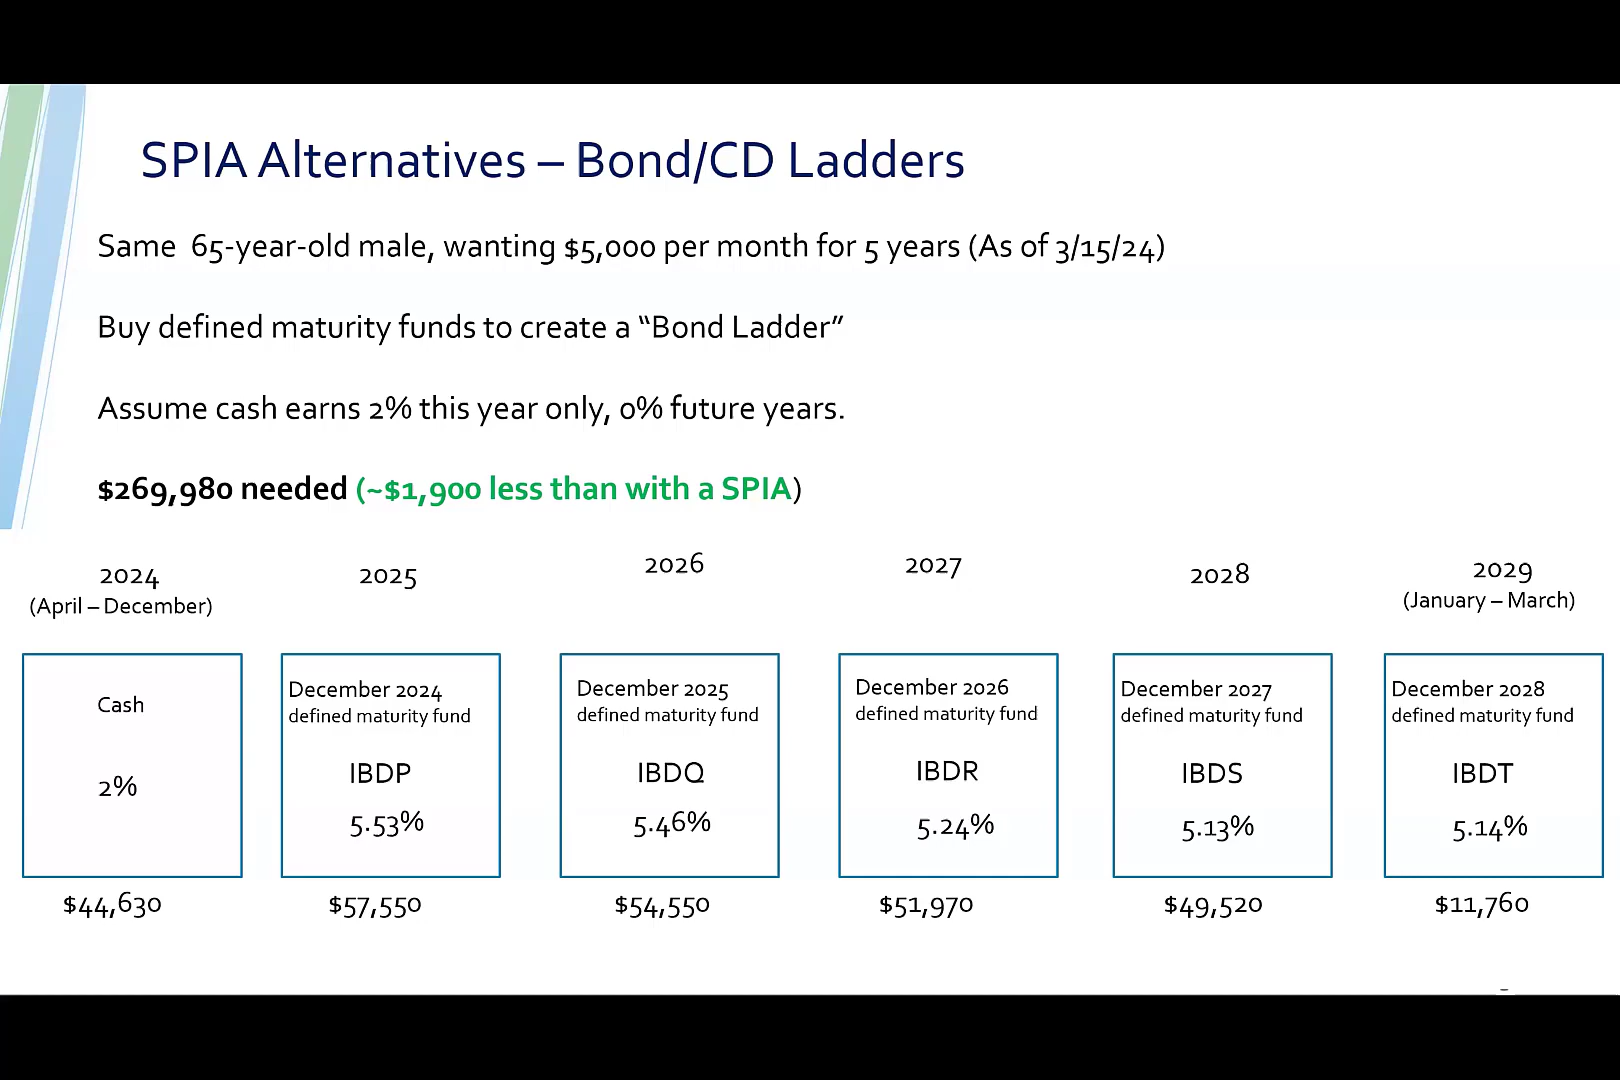 SPIA Alternatives – Bond/CD Ladders
Same 65-year-old male, wanting $5,000 per month for 5 years (As of 3/15/24)
Buy defined maturity funds to create a “Bond Ladder”
Assume cash earns 2% this year only, 0% future years.
$269,980 needed (~$1,900 less than with a SPIA)
2024
(April – December)
2025
2026
2027
2028
2029
(January – March)
Cash
2%
$44,630
December 2024
defined maturity fund
IBDP
5.53%
$57,550
December 2025
defined maturity fund
IBDQ
5.46%
$54,550
December 2026
defined maturity fund
IBDR
5.24%
$51,970
December 2027
defined maturity fund
IBDS
5.13%
$49,520
December 2028
defined maturity fund
IBDT
5.14%
$11,760